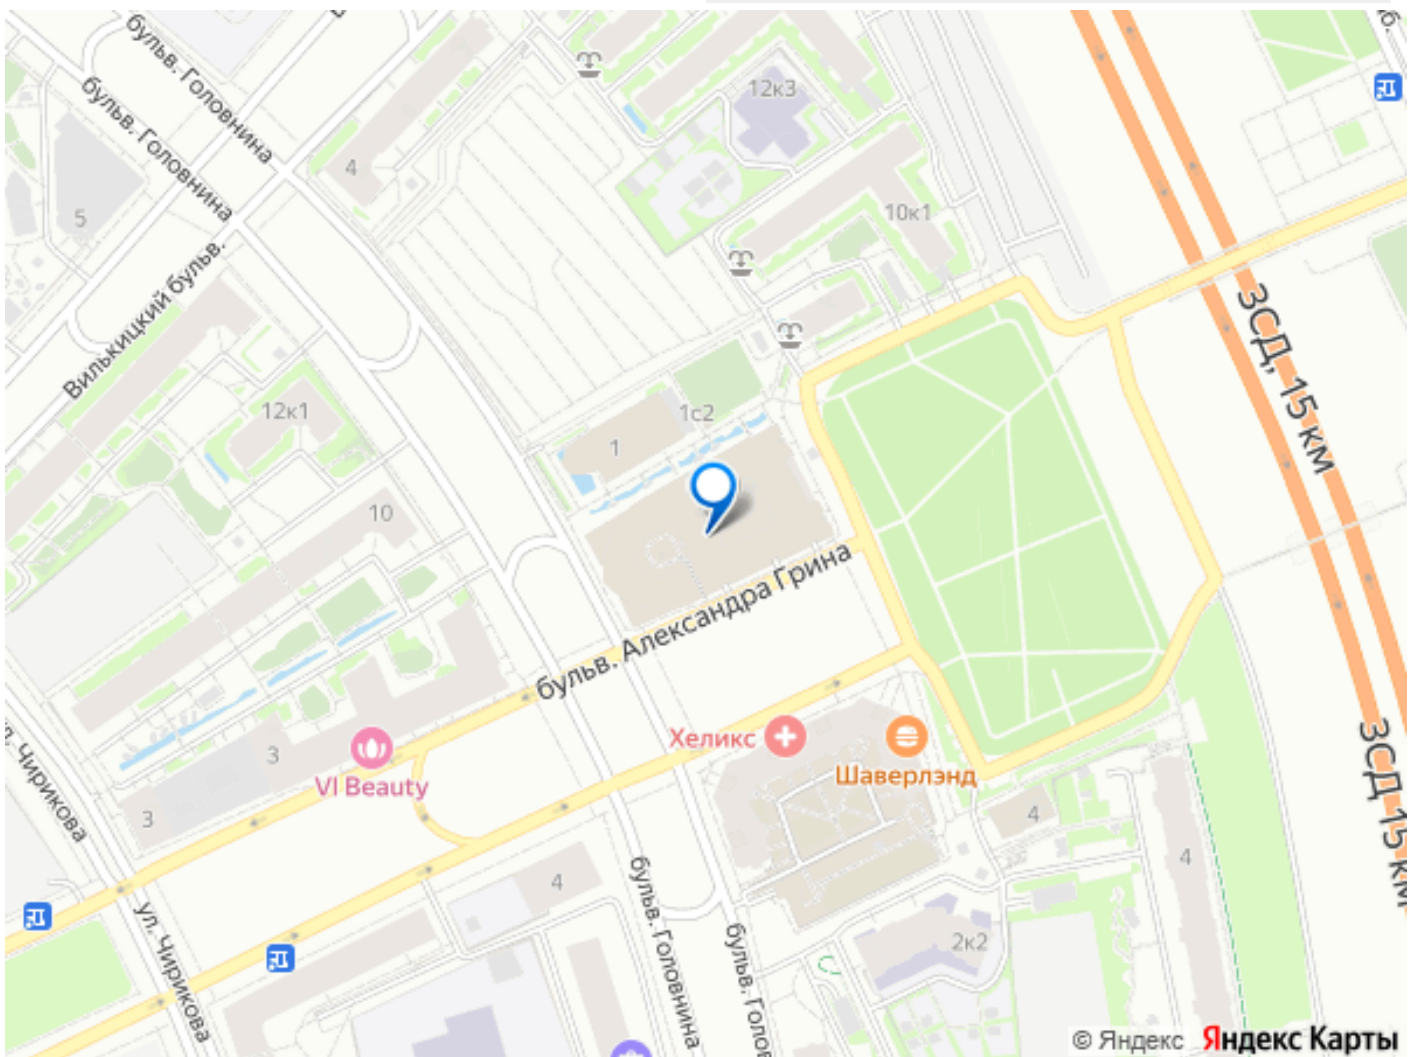 бульв. Головнина
бульв. Головнина
12к3
4
5
10к1
Вилькицкий бульв.
ЗСД, 15 км
12к1
1с2
1
10
бульв. Александра Грина
ул. Чирикова
3
VI Beauty
3
Хеликс
Шаверлэнд
4
4
ЗСД 15 км
4
бульв. Головнина
ул. Чирикова
2к2
бульв. Голов
© Яндекс Яндекс Карты